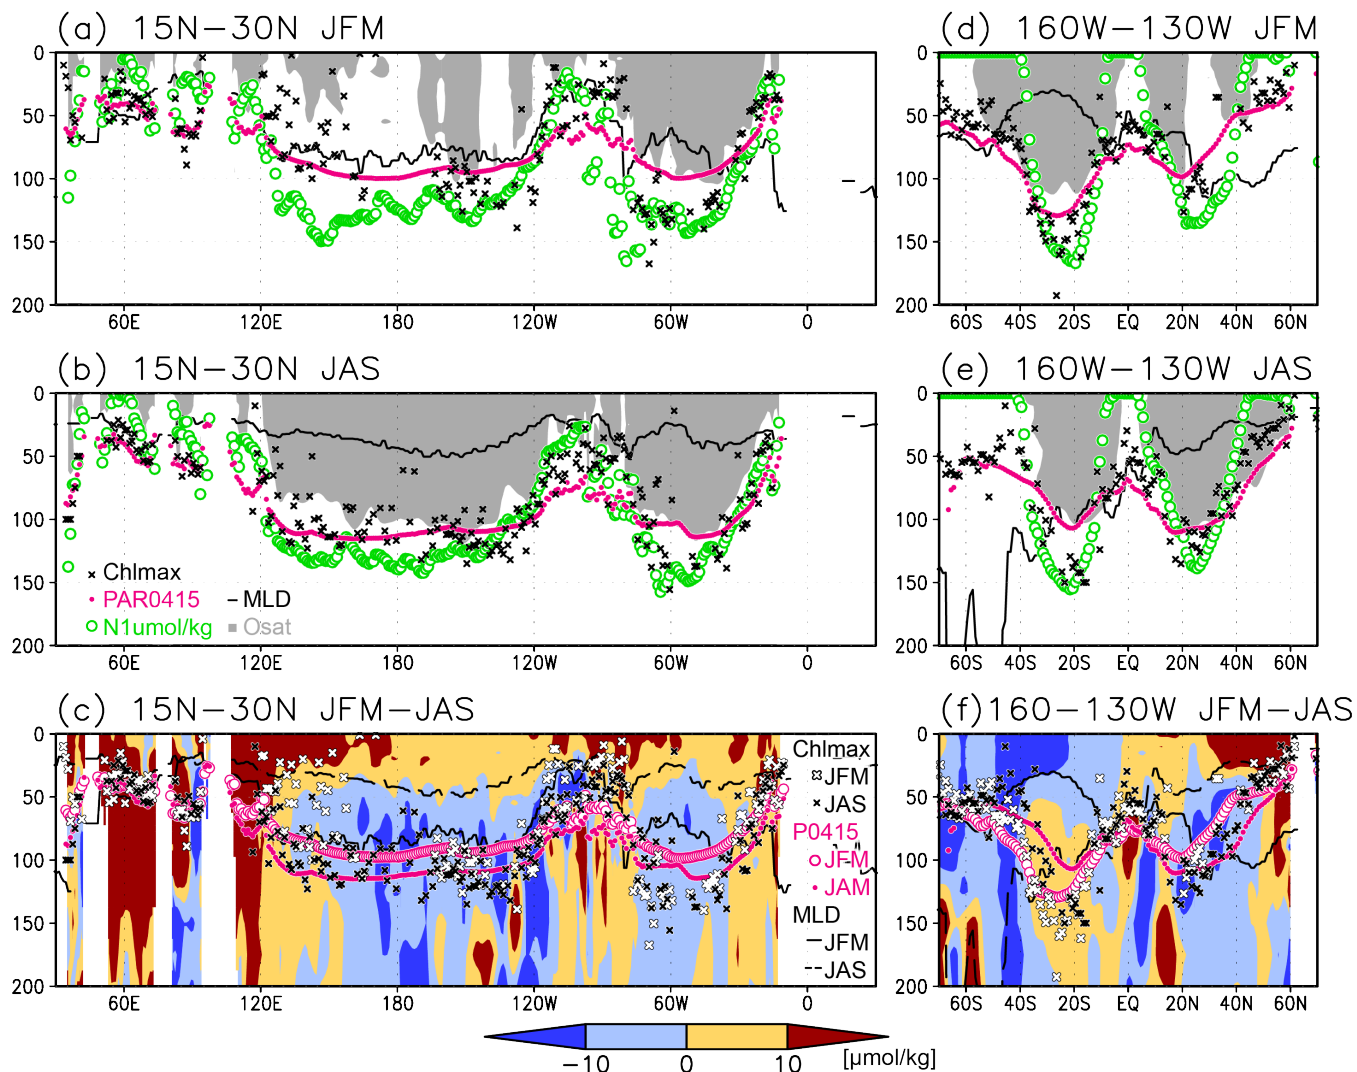 (a) 15N−30N JFM
0
50
100
150
200
60E 120E 180 120W 60W 0
(d) 160W−130W JFM
0
50
100
150
200
60S 40S 20S EQ 20N 40N 60N
(b) 15N−30N JAS
0
50
100
150
200
Chlmax
PAR0415
N1umol/kg
MLD
Osat
60E 120E 180 120W 60W 0
(e) 160W−130W JAS
0
50
100
150
200
60S 40S 20S EQ 20N 40N 60N
(c) 15N−30N JFM−JAS
0
50
100
150
200
Chlmax
JFM
JAS
P0415
JFM
JAM
MLD
JFM
JAS
60E 120E 180 120W 60W 0
(f) 160−130W JFM−JAS
0
50
100
150
200
60S 40S 20S EQ 20N 40N 60N
−10 0 10 [µmol/kg]